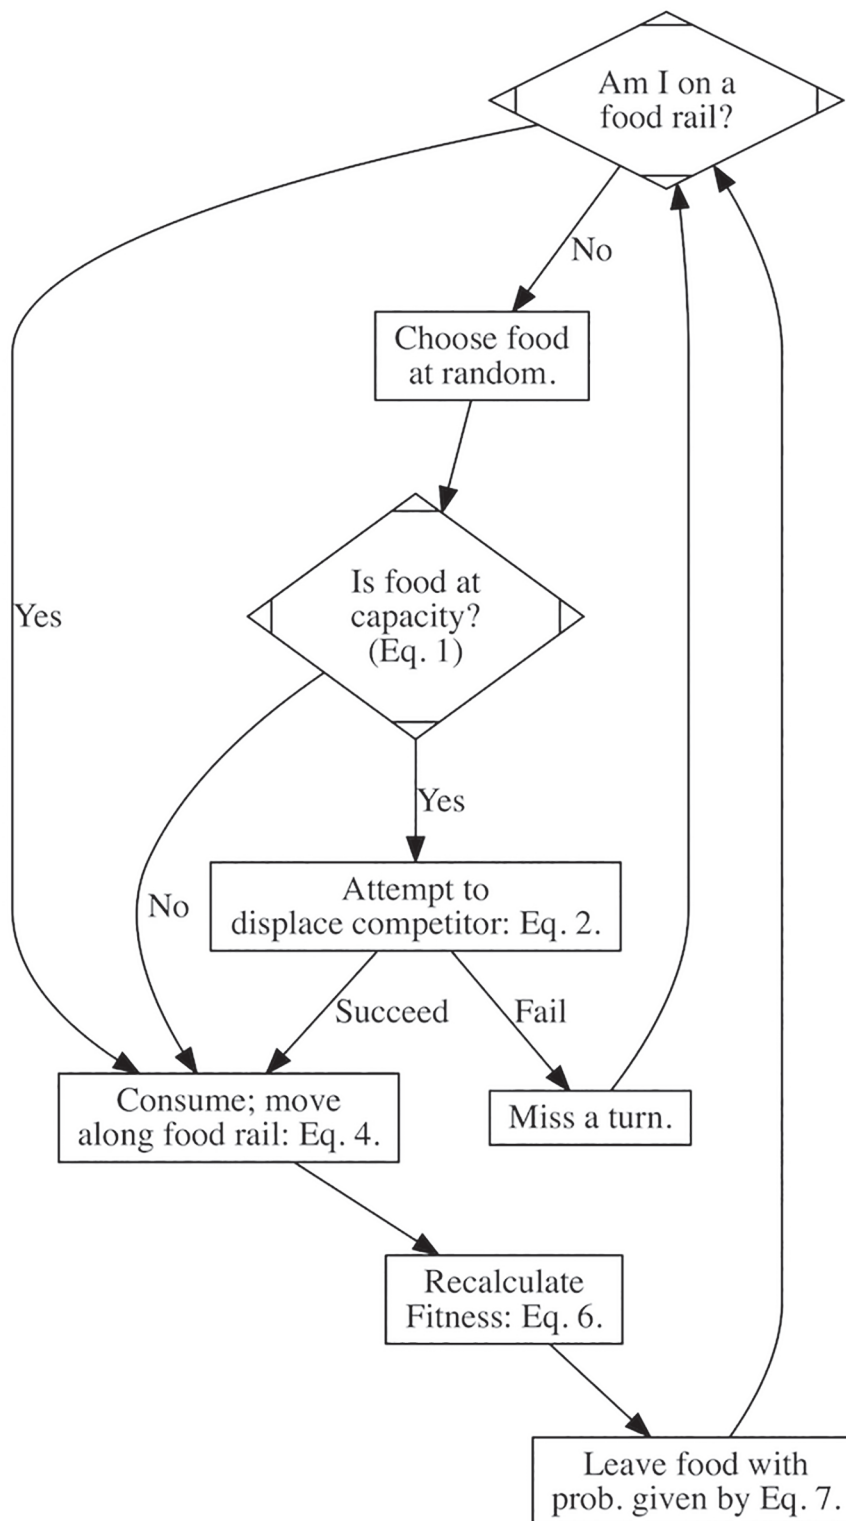 Am I on a
food rail?
No
Choose food
at random.
Is food at
capacity?
(Eq. 1)
Yes
Yes
Attempt to
displace competitor: Eq. 2.
No
Succeed
Fail
Consume; move
along food rail: Eq. 4.
Miss a turn.
Recalculate
Fitness: Eq. 6.
Leave food with
prob. given by Eq. 7.